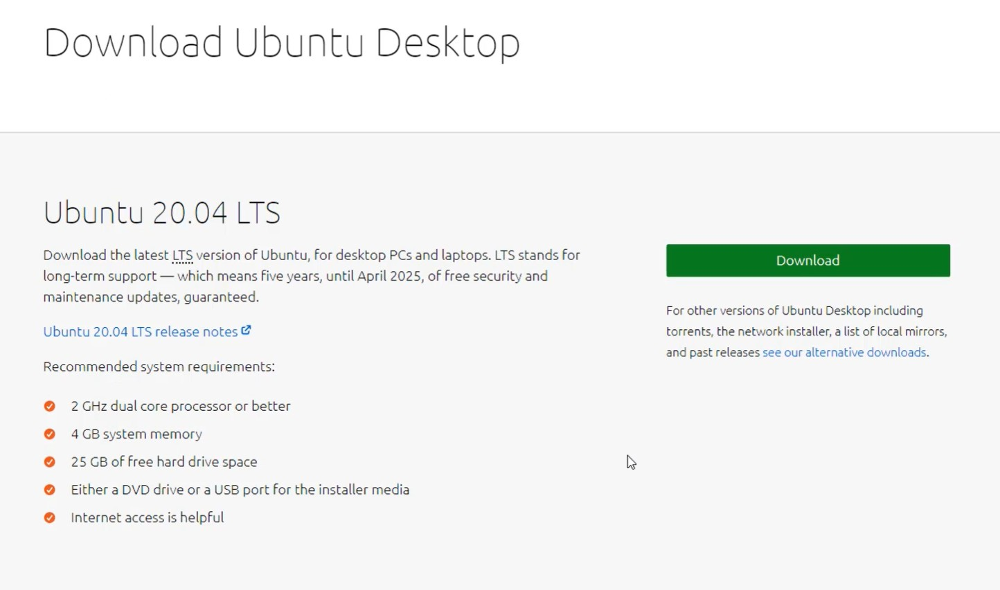 Download Ubuntu Desktop
Ubuntu 20.04 LTS
Download the latest LTS version of Ubuntu, for desktop PCs and laptops. LTS stands for
long-term support — which means five years, until April 2025, of free security and
maintenance updates, guaranteed.
Ubuntu 20.04 LTS release notes
Recommended system requirements:
2 GHz dual core processor or better
4 GB system memory
25 GB of free hard drive space
Either a DVD drive or a USB port for the installer media
Internet access is helpful
Download
For other versions of Ubuntu Desktop including
torrents, the network installer, a list of local mirrors,
and past releases see our alternative downloads.